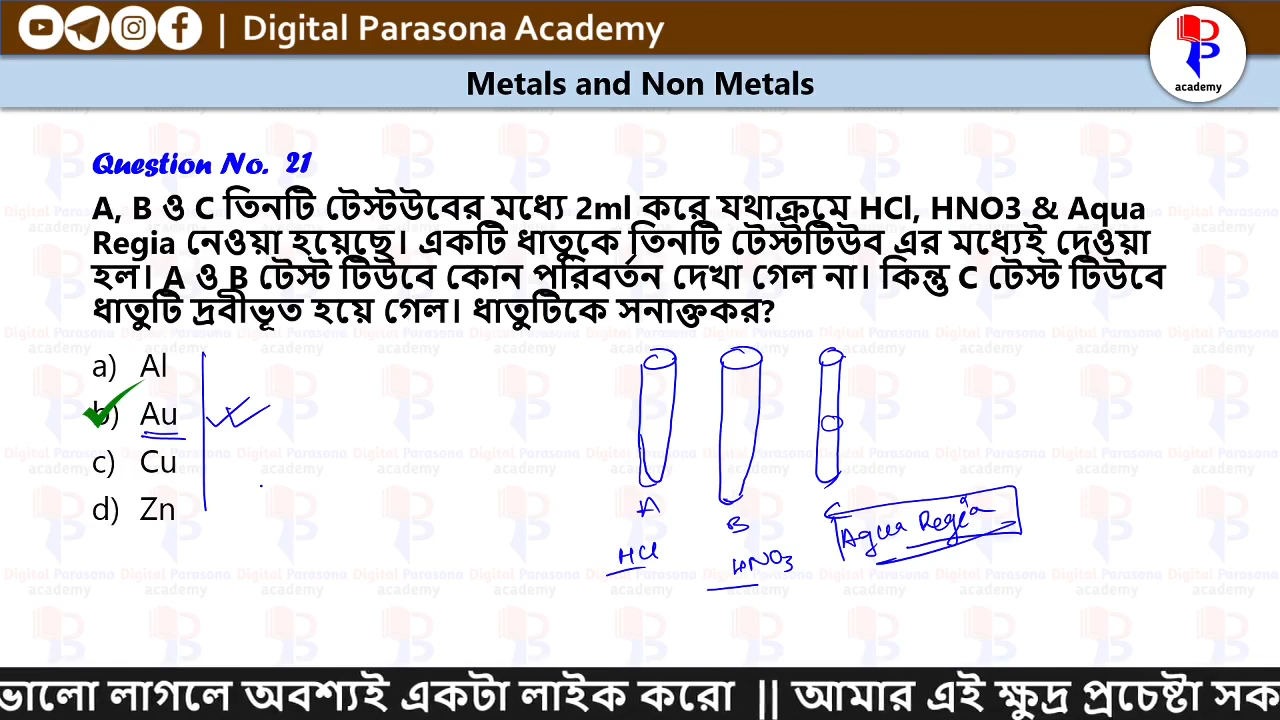 | Digital Parasona Academy
academy
Metals and Non Metals
Question No. 21
A, B ও C তিনটি টেস্টউবের মধ্যে 2ml করে যথাক্রমে HCl, HNO3 & Aqua
Regia নেওয়া হয়েছে। একটি ধাতুকে তিনটি টেস্টটিউব এর মধ্যেই দেওয়া
হল। A ও B টেস্ট টিউবে কোন পরিবর্তন দেখা গেল না। কিন্তু C টেস্ট টিউবে
ধাতুটি দ্রবীভূত হয়ে গেল। ধাতুটিকে সনাক্তকর?
a) Al
b) Au
c) Cu
d) Zn
A
B
C
HCl
HNO3
Aqua Regia
ভালো লাগলে অবশ্যই একটা লাইক করো || আমার এই ক্ষুদ্র প্রচেষ্টা সক